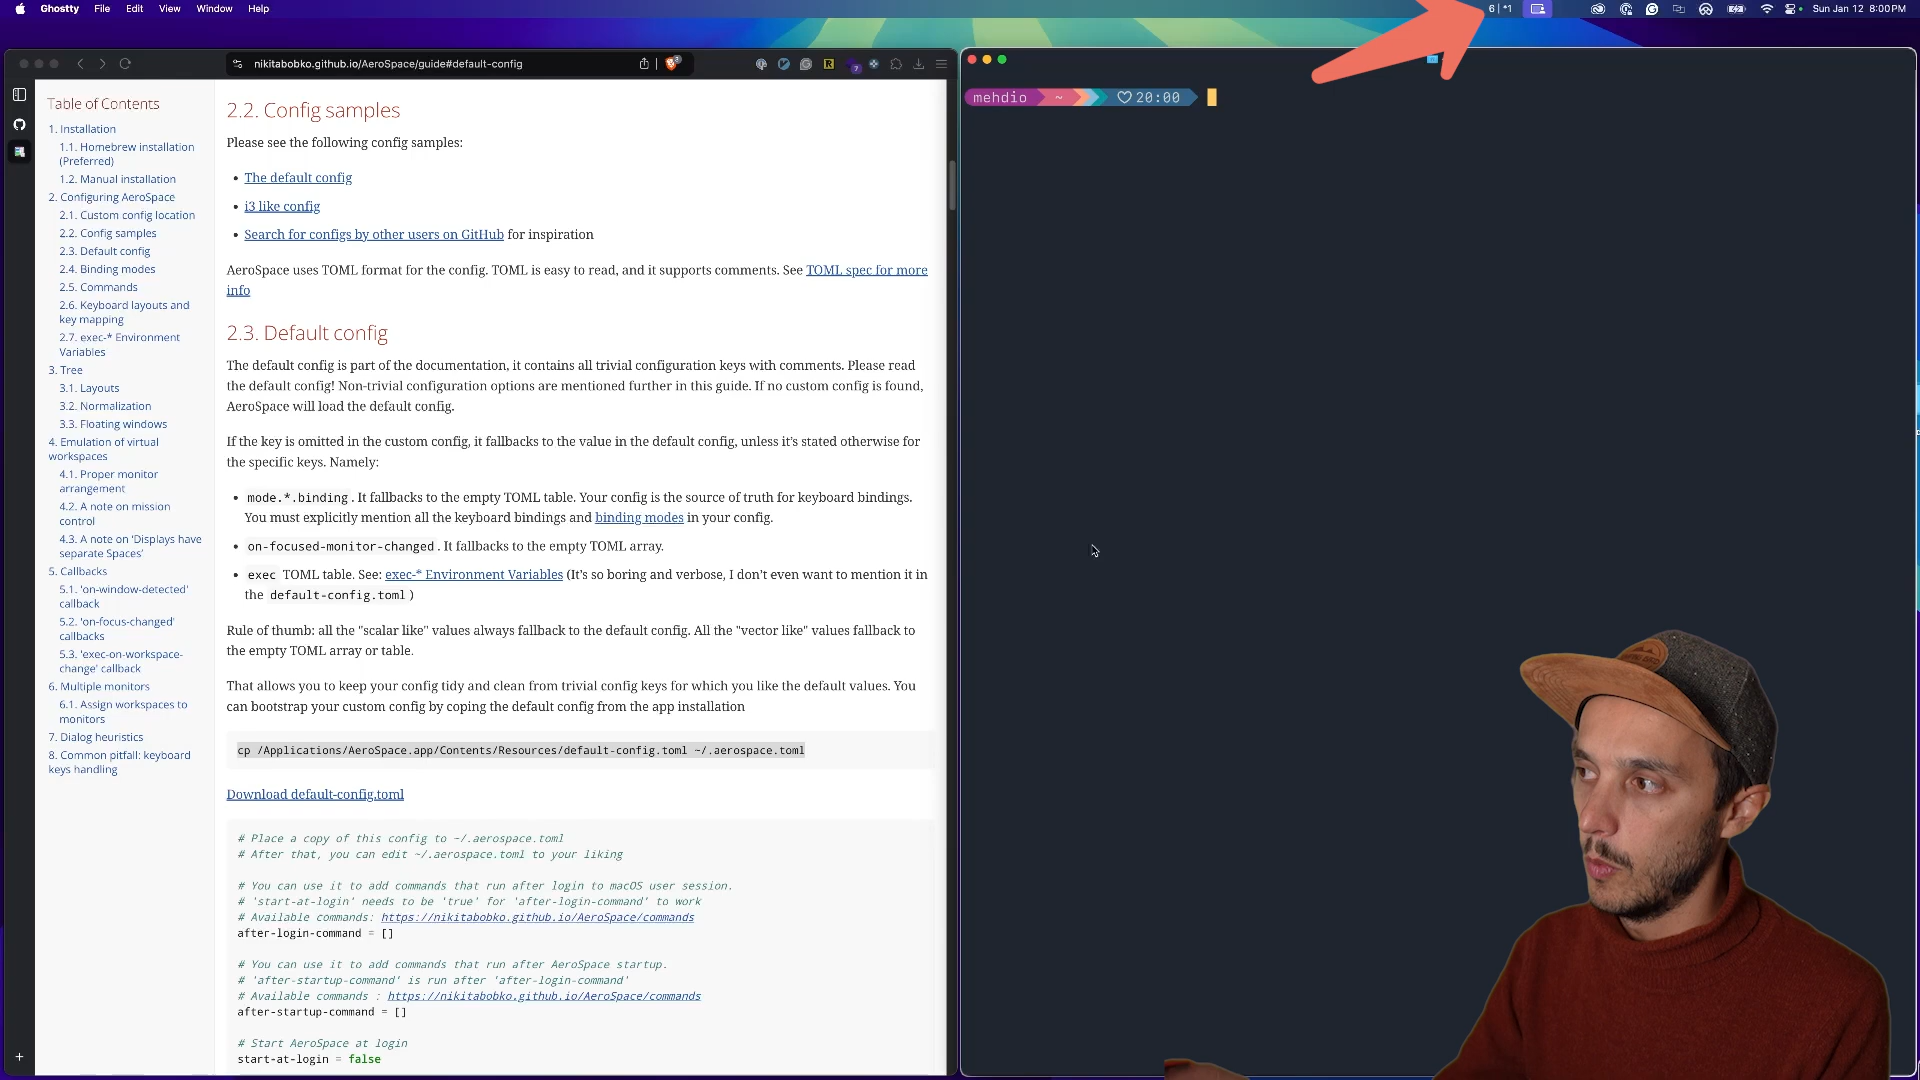 Ghostty File Edit View Window Help
6 | *1
Sun Jan 12 8:00 PM
nikitabobko.github.io/AeroSpace/guide#default-config
Table of Contents
1. Installation
1.1. Homebrew installation
(Preferred)
1.2. Manual installation
2. Configuring AeroSpace
2.1. Custom config location
2.2. Config samples
2.3. Default config
2.4. Binding modes
2.5. Commands
2.6. Keyboard layouts and
key mapping
2.7. exec-* Environment
Variables
3. Tree
3.1. Layouts
3.2. Normalization
3.3. Floating windows
4. Emulation of virtual
workspaces
4.1. Proper monitor
arrangement
4.2. A note on mission
control
4.3. A note on ‘Displays have
separate Spaces’
5. Callbacks
5.1. 'on-window-detected'
callback
5.2. 'on-focus-changed'
callbacks
5.3. 'exec-on-workspace-
change' callback
6. Multiple monitors
6.1. Assign workspaces to
monitors
7. Dialog heuristics
8. Common pitfall: keyboard
keys handling
2.2. Config samples
Please see the following config samples:
• The default config
• i3 like config
• Search for configs by other users on GitHub for inspiration
AeroSpace uses TOML format for the config. TOML is easy to read, and it supports comments. See TOML spec for more
info
2.3. Default config
The default config is part of the documentation, it contains all trivial configuration keys with comments. Please read
the default config! Non-trivial configuration options are mentioned further in this guide. If no custom config is found,
AeroSpace will load the default config.
If the key is omitted in the custom config, it fallbacks to the value in the default config, unless it’s stated otherwise for
the specific keys. Namely:
• mode.*.binding . It fallbacks to the empty TOML table. Your config is the source of truth for keyboard bindings.
You must explicitly mention all the keyboard bindings and binding modes in your config.
• on-focused-monitor-changed . It fallbacks to the empty TOML array.
• exec TOML table. See: exec-* Environment Variables (It’s so boring and verbose, I don’t even want to mention it in
the default-config.toml )
Rule of thumb: all the "scalar like" values always fallback to the default config. All the "vector like" values fallback to
the empty TOML array or table.
That allows you to keep your config tidy and clean from trivial config keys for which you like the default values. You
can bootstrap your custom config by coping the default config from the app installation
cp /Applications/AeroSpace.app/Contents/Resources/default-config.toml ~/.aerospace.toml
Download default-config.toml
# Place a copy of this config to ~/.aerospace.toml
# After that, you can edit ~/.aerospace.toml to your liking
# You can use it to add commands that run after login to macOS user session.
# 'start-at-login' needs to be 'true' for 'after-login-command' to work
# Available commands: https://nikitabobko.github.io/AeroSpace/commands
after-login-command = []
# You can use it to add commands that run after AeroSpace startup.
# 'after-startup-command' is run after 'after-login-command'
# Available commands : https://nikitabobko.github.io/AeroSpace/commands
after-startup-command = []
# Start AeroSpace at login
start-at-login = false
mehdio ~ ♡ 20:00